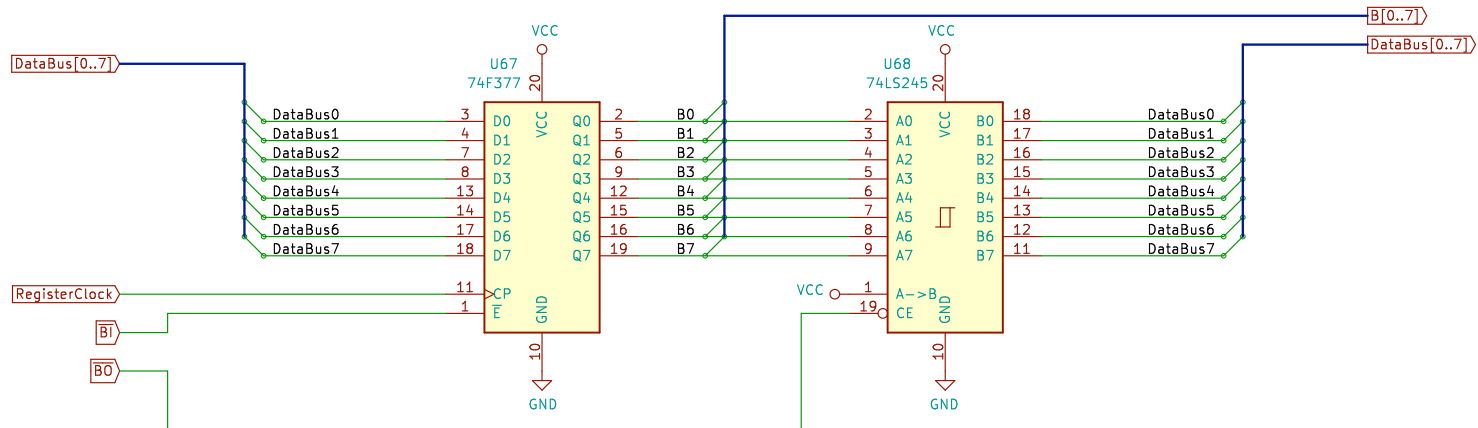 B[0..7]
VCC
VCC
DataBus[0..7]
DataBus[0..7]
U67
U68
74F377
74LS245
20
20
VCC
VCC
DataBus0 3 D0 Q0 2 B0 2 A0 B0 18 DataBus0
DataBus1 4 D1 Q1 5 B1 3 A1 B1 17 DataBus1
DataBus2 7 D2 Q2 6 B2 4 A2 B2 16 DataBus2
DataBus3 8 D3 Q3 9 B3 5 A3 B3 15 DataBus3
DataBus4 13 D4 Q4 12 B4 6 A4 B4 14 DataBus4
DataBus5 14 D5 Q5 15 B5 7 A5 B5 13 DataBus5
DataBus6 17 D6 Q6 16 B6 8 A6 B6 12 DataBus6
DataBus7 18 D7 Q7 19 B7 9 A7 B7 11 DataBus7
RegisterClock 11 CP VCC 1 A->B
1 E̅ GND 19 CE GND
B̅I̅
10
10
B̅O̅
GND
GND